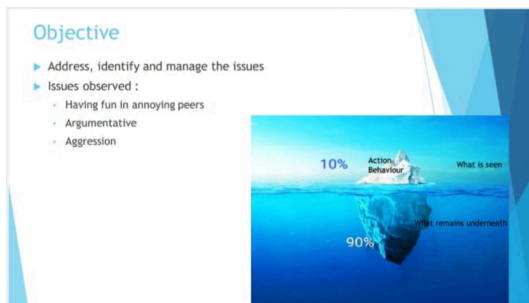 Objective
Address, identify and manage the issues
Issues observed :
Having fun in annoying peers
Argumentative
Aggression
10%
Action
Behaviour
What is seen
What remains underneath
90%